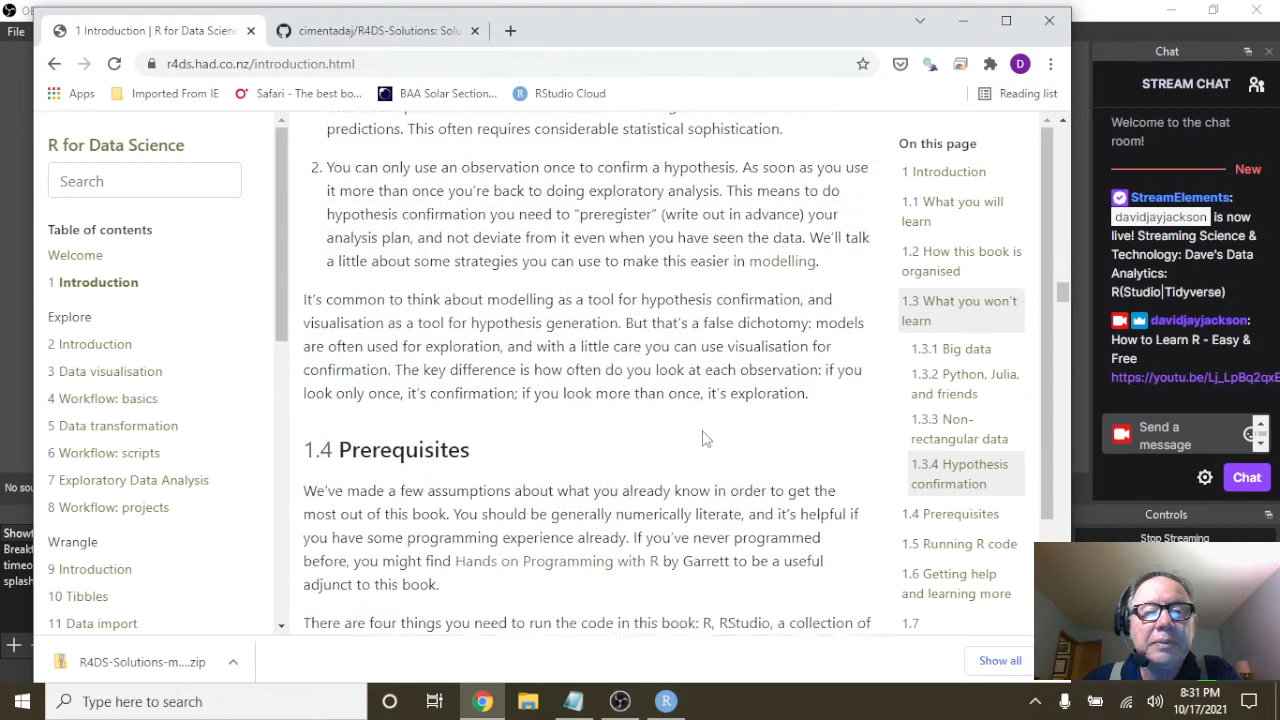 File
1 Introduction | R for Data Scienc
cimentadaj/R4DS-Solutions: Solu
r4ds.had.co.nz/introduction.html
D
Apps
Imported From IE
Safari - The best bo...
BAA Solar Section...
RStudio Cloud
Reading list
R for Data Science
Search
Table of contents
Welcome
1 Introduction
Explore
2 Introduction
3 Data visualisation
4 Workflow: basics
5 Data transformation
6 Workflow: scripts
7 Exploratory Data Analysis
8 Workflow: projects
Wrangle
9 Introduction
10 Tibbles
11 Data import
predictions. This often requires considerable statistical sophistication.
2. You can only use an observation once to confirm a hypothesis. As soon as you use
it more than once you're back to doing exploratory analysis. This means to do
hypothesis confirmation you need to "preregister" (write out in advance) your
analysis plan, and not deviate from it even when you have seen the data. We'll talk
a little about some strategies you can use to make this easier in modelling.
It's common to think about modelling as a tool for hypothesis confirmation, and
visualisation as a tool for hypothesis generation. But that's a false dichotomy: models
are often used for exploration, and with a little care you can use visualisation for
confirmation. The key difference is how often do you look at each observation: if you
look only once, it's confirmation; if you look more than once, it's exploration.
1.4 Prerequisites
We've made a few assumptions about what you already know in order to get the
most out of this book. You should be generally numerically literate, and it's helpful if
you have some programming experience already. If you've never programmed
before, you might find Hands on Programming with R by Garrett to be a useful
adjunct to this book.
There are four things you need to run the code in this book: R, RStudio, a collection of
On this page
1 Introduction
1.1 What you will
learn
1.2 How this book is
organised
1.3 What you won't
learn
1.3.1 Big data
1.3.2 Python, Julia,
and friends
1.3.3 Non-
rectangular data
1.3.4 Hypothesis
confirmation
1.4 Prerequisites
1.5 Running R code
1.6 Getting help
and learning more
1.7
Chat
STREAM CHAT
Welcome to the chat
room!
New
StreamElements:
davidjayjackson is now
live! Streaming Science &
Technology: Dave's Data
Analytics:
R(Studio|Tidyverse)
davidjayjackson:
How to Learn R - Easy &
Free
https://youtu.be/Lj_LpBq2qxE
Send a
message
Chat
Controls
Stop Streaming
No sou
Show
Break
timeo
splash
R4DS-Solutions-m....zip
Show all
Type here to search
R
8:31 PM
10/17/2021